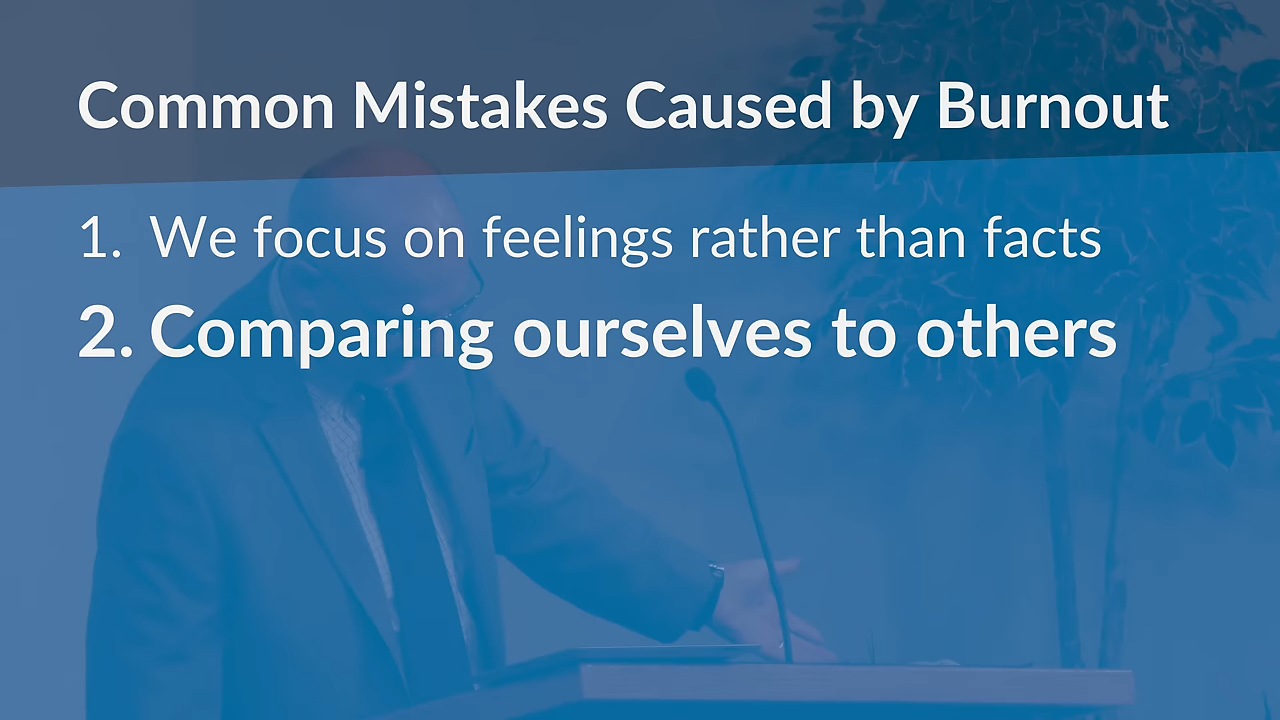 Common Mistakes Caused by Burnout
1. We focus on feelings rather than facts
2. Comparing ourselves to others